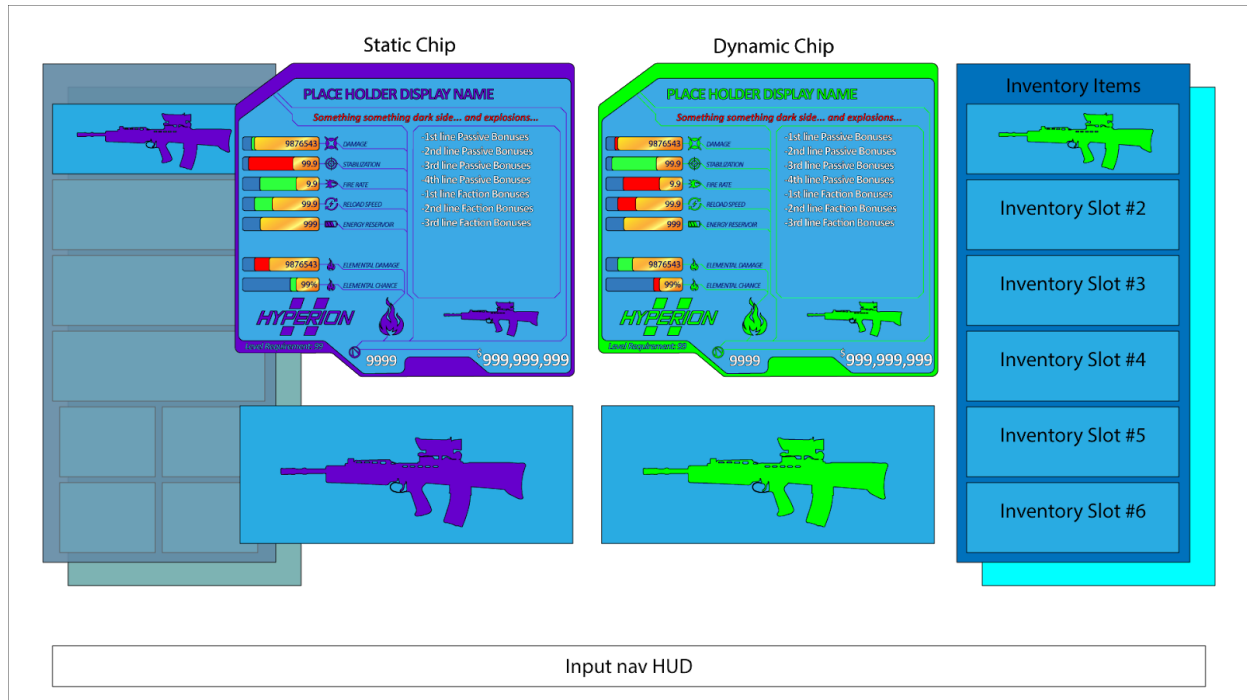 Static Chip
PLACE HOLDER DISPLAY NAME
Something something dark side... and explosions...
9876543 DAMAGE
99.9 STABILIZATION
9.9 FIRE RATE
99.9 RELOAD SPEED
999 ENERGY RESERVOIR
9876543 ELEMENTAL DAMAGE
99% ELEMENTAL CHANCE
-1st line Passive Bonuses
-2nd line Passive Bonuses
-3rd line Passive Bonuses
-4th line Passive Bonuses
-1st line Faction Bonuses
-2nd line Faction Bonuses
-3rd line Faction Bonuses
HYPERION
Level Requirement: 99
9999
$999,999,999
Dynamic Chip
PLACE HOLDER DISPLAY NAME
Something something dark side... and explosions...
9876543 DAMAGE
99.9 STABILIZATION
9.9 FIRE RATE
99.9 RELOAD SPEED
999 ENERGY RESERVOIR
9876543 ELEMENTAL DAMAGE
99% ELEMENTAL CHANCE
-1st line Passive Bonuses
-2nd line Passive Bonuses
-3rd line Passive Bonuses
-4th line Passive Bonuses
-1st line Faction Bonuses
-2nd line Faction Bonuses
-3rd line Faction Bonuses
HYPERION
Level Requirement: 99
9999
$999,999,999
Inventory Items
Inventory Slot #2
Inventory Slot #3
Inventory Slot #4
Inventory Slot #5
Inventory Slot #6
Input nav HUD